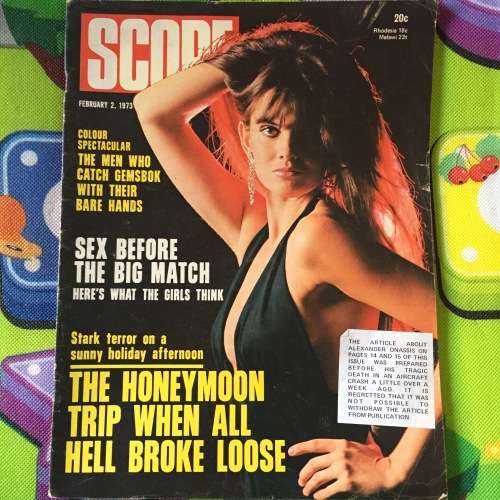 SCOPE
20c
Rhodesia 18c
Malawi 22t
FEBRUARY 2, 1973
COLOUR
SPECTACULAR
THE MEN WHO
CATCH GEMSBOK
WITH THEIR
BARE HANDS
SEX BEFORE
THE BIG MATCH
HERE'S WHAT THE GIRLS THINK
Stark terror on a
sunny holiday afternoon
THE HONEYMOON
TRIP WHEN ALL
HELL BROKE LOOSE
THE ARTICLE ABOUT
ALEXANDER ONASSIS ON
PAGES 14 AND 15 OF THIS
ISSUE WAS PREPARED
BEFORE HIS TRAGIC
DEATH IN AN AIRCRAFT
CRASH A LITTLE OVER A
WEEK AGO. IT IS
REGRETTED THAT IT WAS
NOT POSSIBLE TO
WITHDRAW THE ARTICLE
FROM PUBLICATION